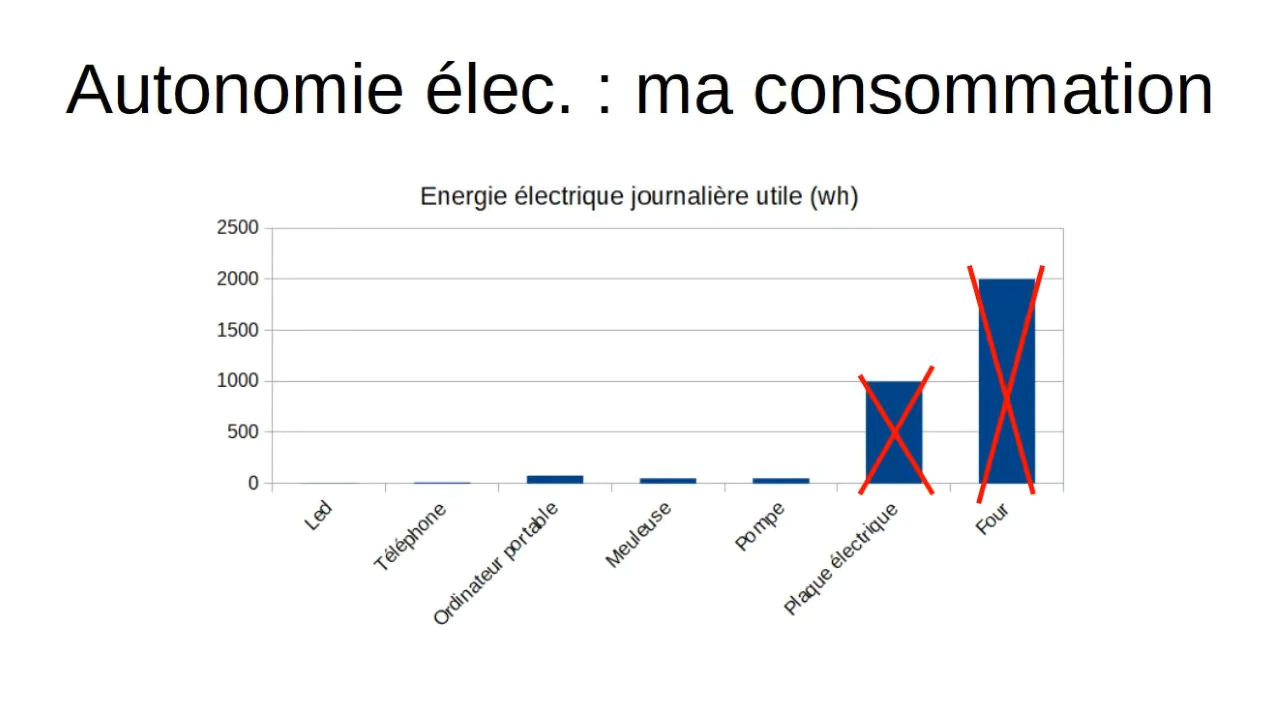 Autonomie élec. : ma consommation
Energie électrique journalière utile (wh)
2500
2000
1500
1000
500
0
Led
Téléphone
Ordinateur portable
Meuleuse
Pompe
Plaque électrique
Four